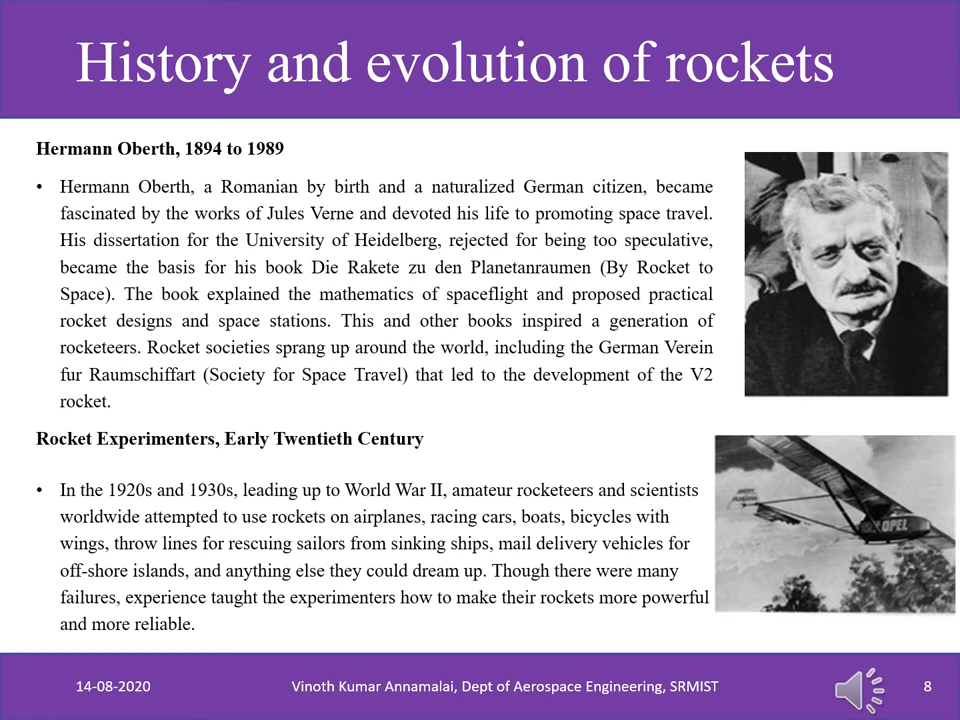 History and evolution of rockets
Hermann Oberth, 1894 to 1989
• Hermann Oberth, a Romanian by birth and a naturalized German citizen, became
fascinated by the works of Jules Verne and devoted his life to promoting space travel.
His dissertation for the University of Heidelberg, rejected for being too speculative,
became the basis for his book Die Rakete zu den Planetanraumen (By Rocket to
Space). The book explained the mathematics of spaceflight and proposed practical
rocket designs and space stations. This and other books inspired a generation of
rocketeers. Rocket societies sprang up around the world, including the German Verein
fur Raumschiffart (Society for Space Travel) that led to the development of the V2
rocket.
Rocket Experimenters, Early Twentieth Century
• In the 1920s and 1930s, leading up to World War II, amateur rocketeers and scientists
worldwide attempted to use rockets on airplanes, racing cars, boats, bicycles with
wings, throw lines for rescuing sailors from sinking ships, mail delivery vehicles for
off-shore islands, and anything else they could dream up. Though there were many
failures, experience taught the experimenters how to make their rockets more powerful
and more reliable.
OPEL
14-08-2020
Vinoth Kumar Annamalai, Dept of Aerospace Engineering, SRMIST
8